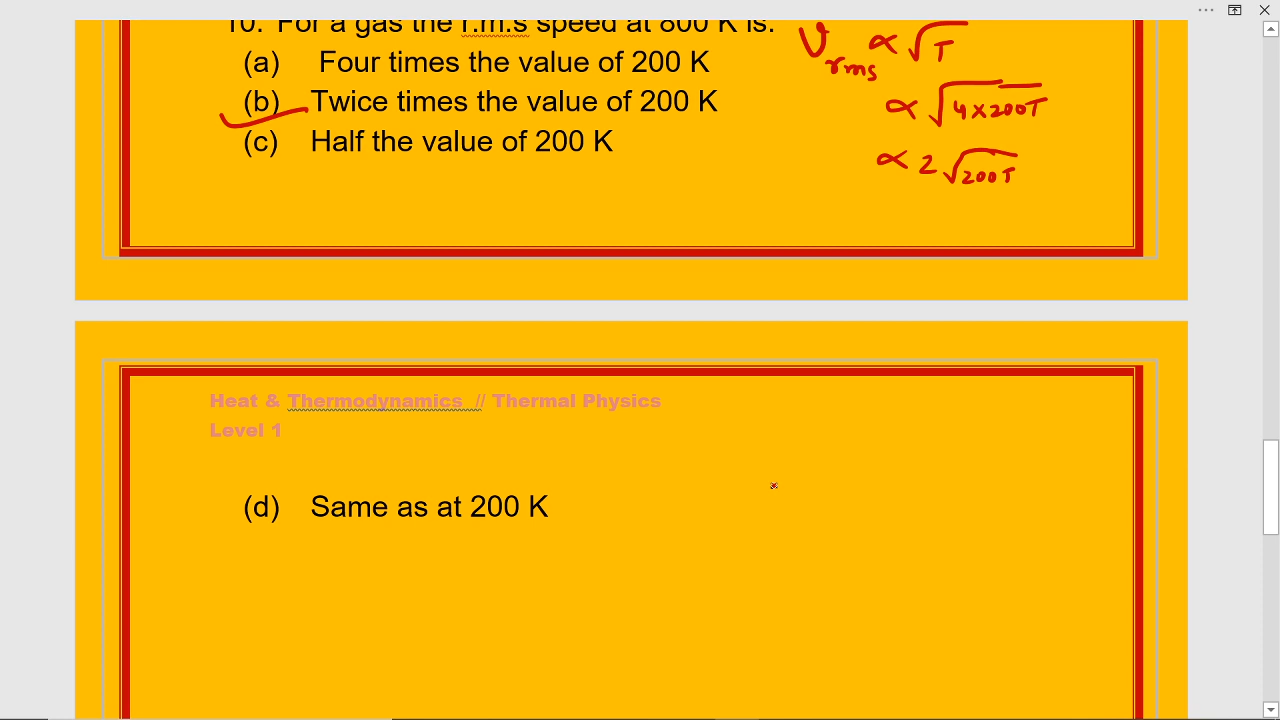 10. For a gas the r.m.s speed at 800 K is:
(a) Four times the value of 200 K
(b) Twice times the value of 200 K
(c) Half the value of 200 K
V rms ∝ √T
∝ √4×200T
∝ 2 √200T
Heat & Thermodynamics // Thermal Physics
Level 1
(d) Same as at 200 K